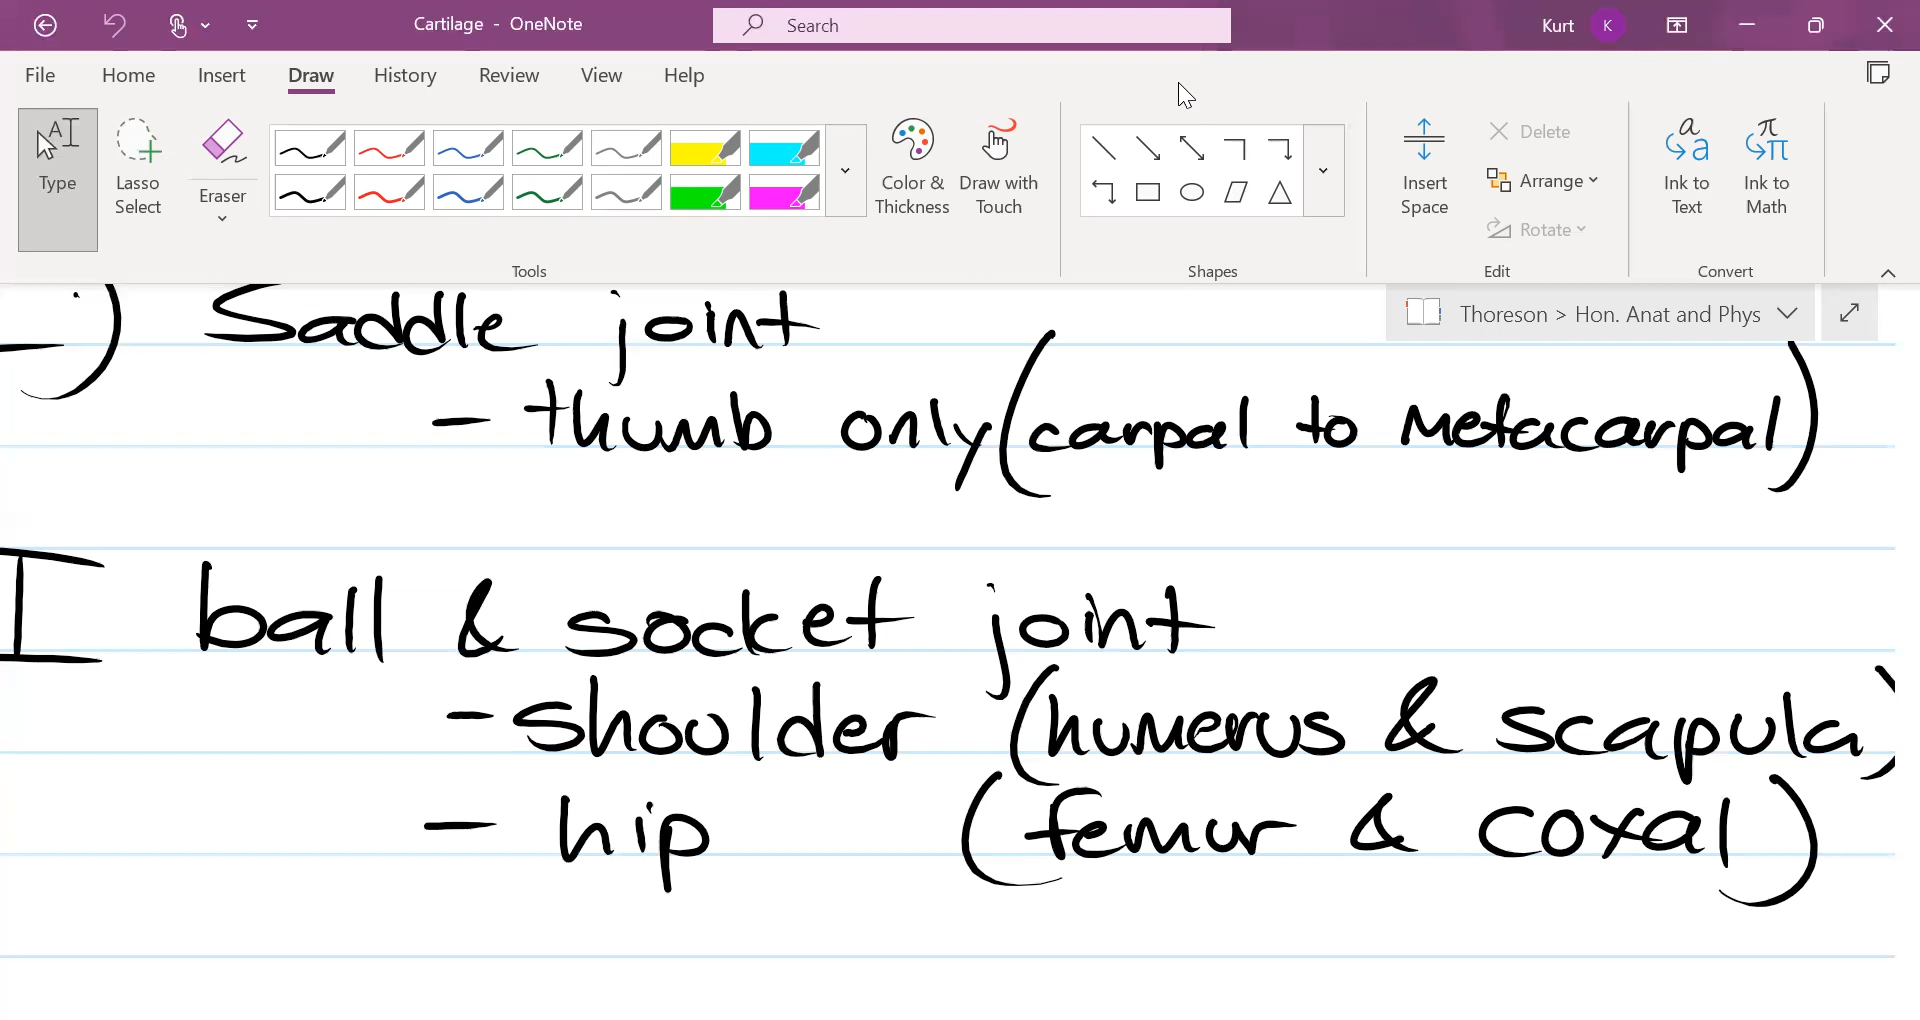 Cartilage - OneNote
Search
Kurt K
File Home Insert Draw History Review View Help
Type
Lasso Select
Eraser
Color & Thickness
Draw with Touch
Insert Space
Delete
Arrange
Rotate
Ink to Text
Ink to Math
Tools Shapes Edit Convert
Thoreson > Hon. Anat and Phys
) Saddle joint
- thumb only (carpal to Metacarpal)
I ball & socket joint
- shoulder (humerus & scapula)
- hip (femur & coxal)